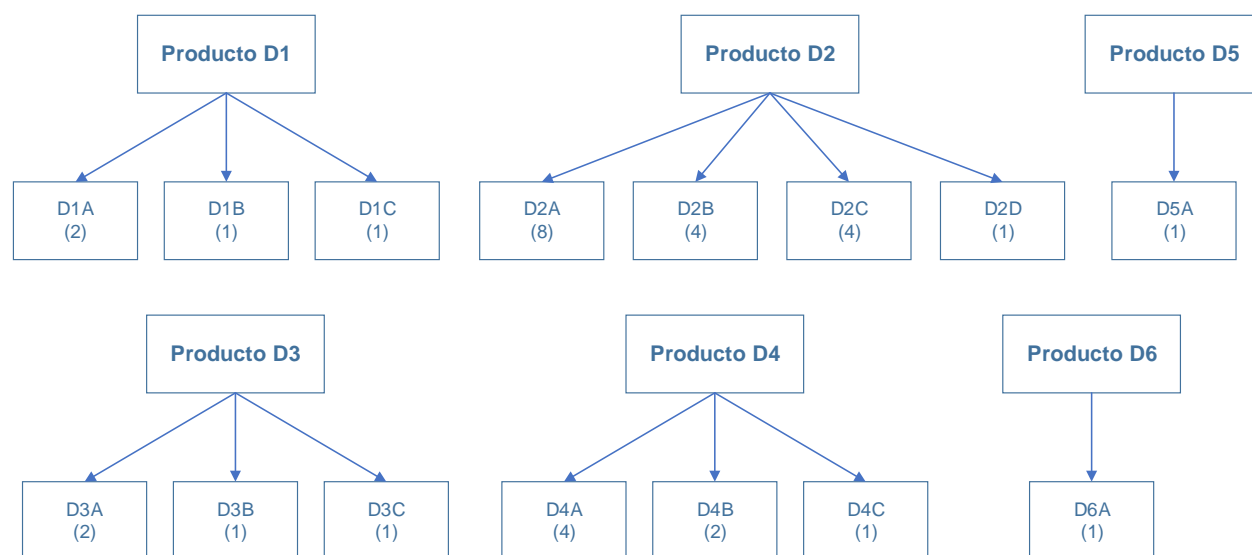 Producto D1
Producto D2
Producto D5
D1A
(2)
D1B
(1)
D1C
(1)
D2A
(8)
D2B
(4)
D2C
(4)
D2D
(1)
D5A
(1)
Producto D3
Producto D4
Producto D6
D3A
(2)
D3B
(1)
D3C
(1)
D4A
(4)
D4B
(2)
D4C
(1)
D6A
(1)